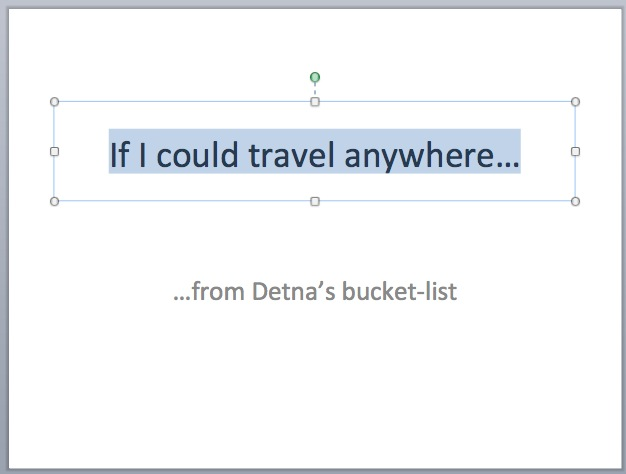 If I could travel anywhere…
…from Detna’s bucket-list